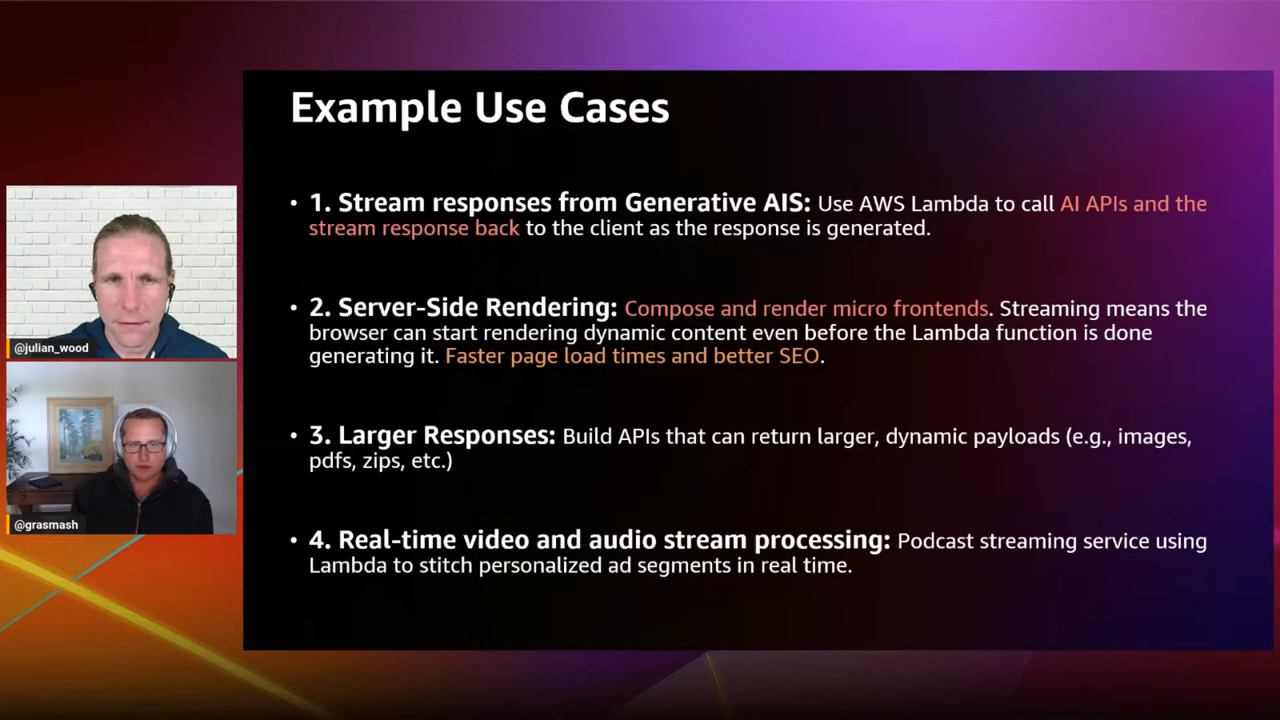 Example Use Cases
• 1. Stream responses from Generative AIS: Use AWS Lambda to call AI APIs and the
stream response back to the client as the response is generated.
• 2. Server-Side Rendering: Compose and render micro frontends. Streaming means the
browser can start rendering dynamic content even before the Lambda function is done
generating it. Faster page load times and better SEO.
• 3. Larger Responses: Build APIs that can return larger, dynamic payloads (e.g., images,
pdfs, zips, etc.)
• 4. Real-time video and audio stream processing: Podcast streaming service using
Lambda to stitch personalized ad segments in real time.
@julian_wood
@grasmash